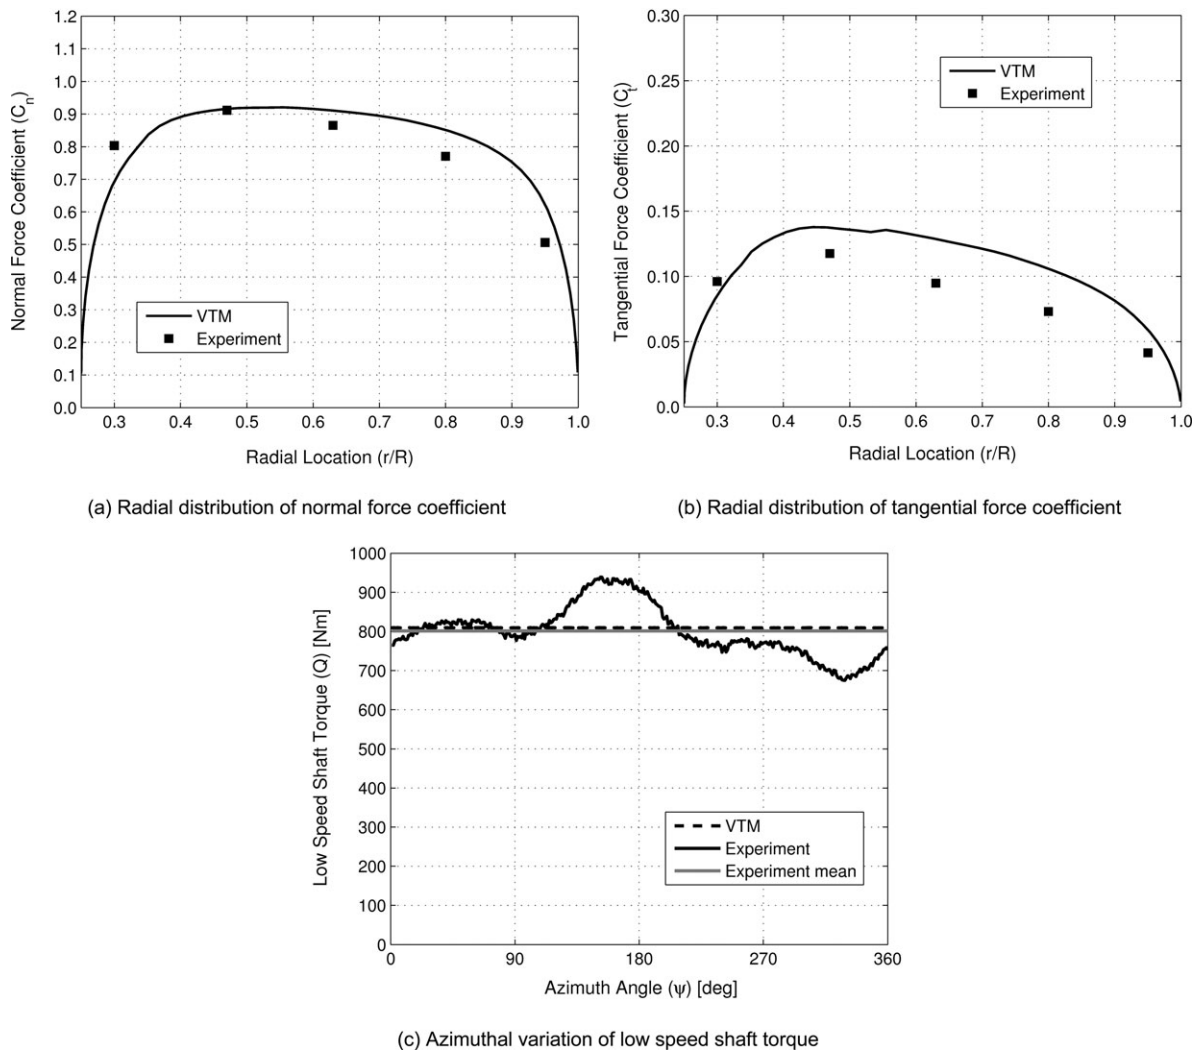 1.2
1.1
1.0
0.9
0.8
0.7
0.6
0.5
0.4
0.3
0.2
0.1
0.0
Normal Force Coefficient (Cn)
VTM
Experiment
0.3 0.4 0.5 0.6 0.7 0.8 0.9 1.0
Radial Location (r/R)
(a) Radial distribution of normal force coefficient
0.30
0.25
0.20
0.15
0.10
0.05
0.00
Tangential Force Coefficient (Ct)
VTM
Experiment
0.3 0.4 0.5 0.6 0.7 0.8 0.9 1.0
Radial Location (r/R)
(b) Radial distribution of tangential force coefficient
1000
900
800
700
600
500
400
300
200
100
0
Low Speed Shaft Torque (Q) [Nm]
VTM
Experiment
Experiment mean
0 90 180 270 360
Azimuth Angle (ψ) [deg]
(c) Azimuthal variation of low speed shaft torque